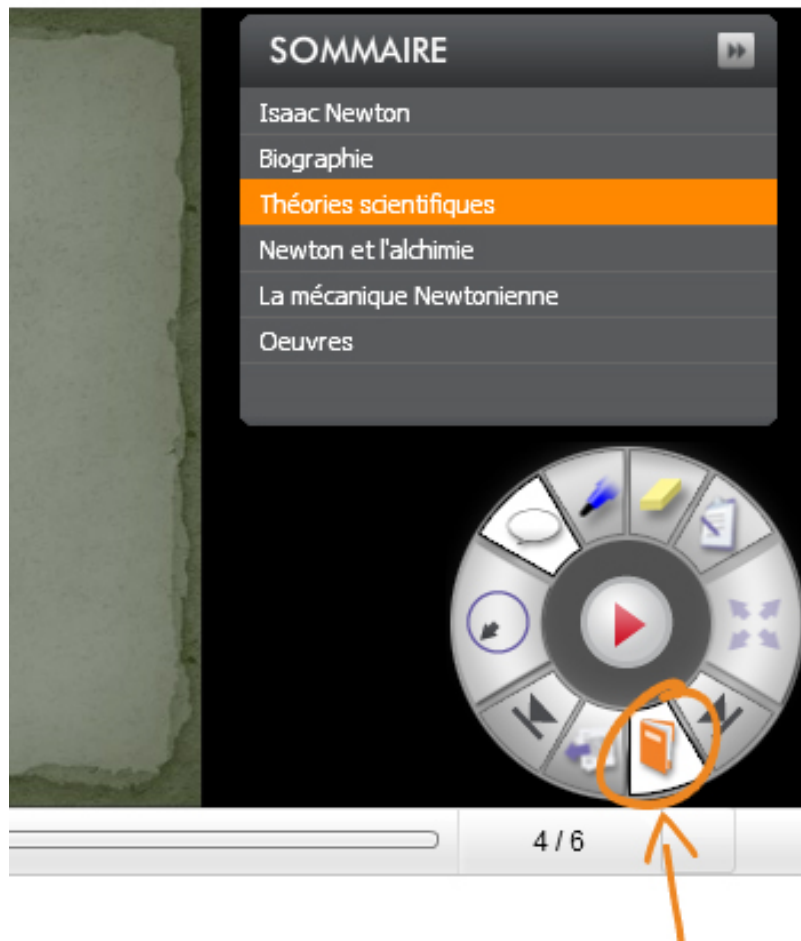 SOMMAIRE
Isaac Newton
Biographie
Théories scientifiques
Newton et l'alchimie
La mécanique Newtonienne
Oeuvres
4 / 6